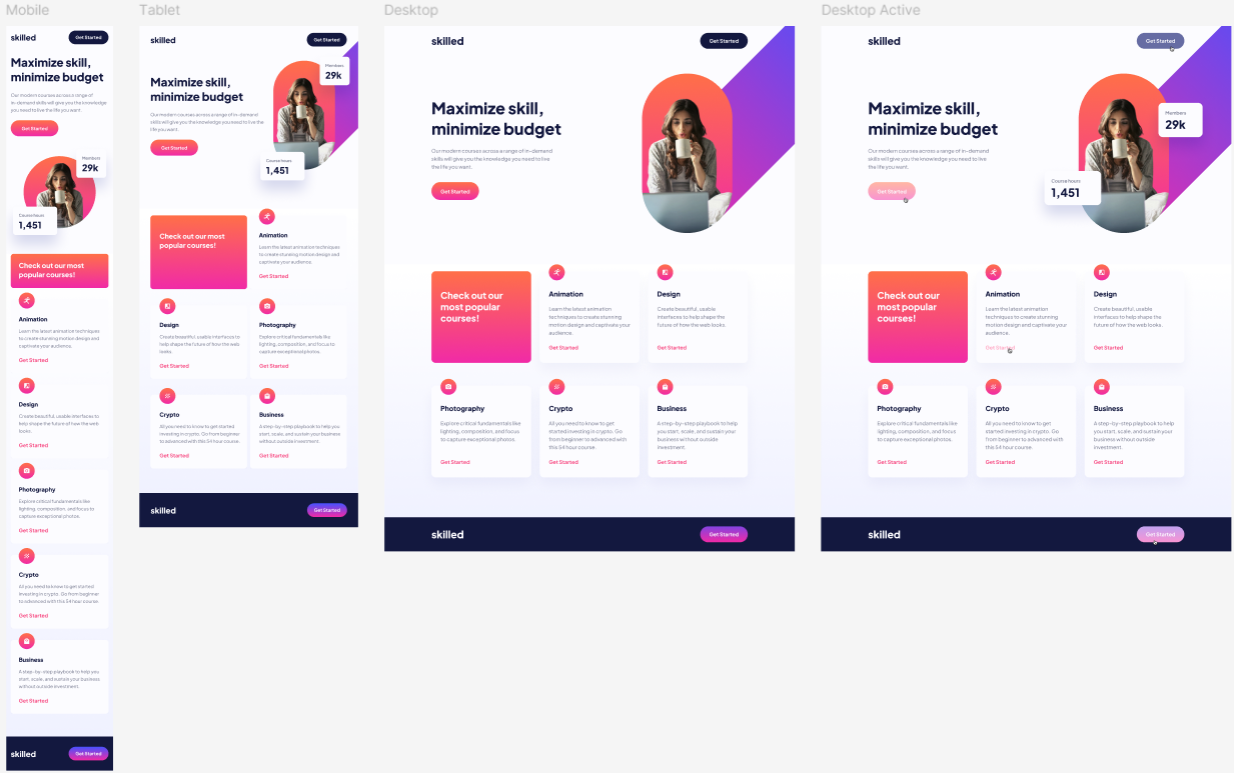 Mobile
skilled
Get Started
Maximize skill,
minimize budget
Our modern courses across a range of
in-demand skills will give you the knowledge
you need to live the life you want.
Get Started
Members
29k
Course hours
1,451
Check out our most
popular courses!
Animation
Learn the latest animation techniques
to create stunning motion design and
captivate your audience.
Get Started
Design
Create beautiful, usable interfaces to
help shape the future of how the web
looks.
Get Started
Photography
Explore critical fundamentals like
lighting, composition, and focus to
capture exceptional photos.
Get Started
Crypto
All you need to know to get started
investing in crypto. Go from beginner
to advanced with this 54 hour course.
Get Started
Business
A step-by-step playbook to help you
start, scale, and sustain your business
without outside investment.
Get Started
skilled
Get Started
Tablet
skilled
Get Started
Maximize skill,
minimize budget
Our modern courses across a range of in-demand
skills will give you the knowledge you need to live the
life you want.
Get Started
Members
29k
Course hours
1,451
Check out our most
popular courses!
Animation
Learn the latest animation techniques
to create stunning motion design and
captivate your audience.
Get Started
Design
Create beautiful, usable interfaces to
help shape the future of how the web
looks.
Get Started
Photography
Explore critical fundamentals like
lighting, composition, and focus to
capture exceptional photos.
Get Started
Crypto
All you need to know to get started
investing in crypto. Go from beginner
to advanced with this 54 hour course.
Get Started
Business
A step-by-step playbook to help you
start, scale, and sustain your business
without outside investment.
Get Started
skilled
Get Started
Desktop
skilled
Get Started
Maximize skill,
minimize budget
Our modern courses across a range of in-demand
skills will give you the knowledge you need to live
the life you want.
Get Started
Check out our
most popular
courses!
Animation
Learn the latest animation
techniques to create stunning
motion design and captivate your
audience.
Get Started
Design
Create beautiful, usable
interfaces to help shape the
future of how the web looks.
Get Started
Photography
Explore critical fundamentals like
lighting, composition, and focus
to capture exceptional photos.
Get Started
Crypto
All you need to know to get
started investing in crypto. Go
from beginner to advanced with
this 54 hour course.
Get Started
Business
A step-by-step playbook to help
you start, scale, and sustain your
business without outside
investment.
Get Started
skilled
Get Started
Desktop Active
skilled
Get Started
Maximize skill,
minimize budget
Our modern courses across a range of in-demand
skills will give you the knowledge you need to live
the life you want.
Get Started
Members
29k
Course hours
1,451
Check out our
most popular
courses!
Animation
Learn the latest animation
techniques to create stunning
motion design and captivate your
audience.
Get Started
Design
Create beautiful, usable
interfaces to help shape the
future of how the web looks.
Get Started
Photography
Explore critical fundamentals like
lighting, composition, and focus
to capture exceptional photos.
Get Started
Crypto
All you need to know to get
started investing in crypto. Go
from beginner to advanced with
this 54 hour course.
Get Started
Business
A step-by-step playbook to help
you start, scale, and sustain your
business without outside
investment.
Get Started
skilled
Get Started